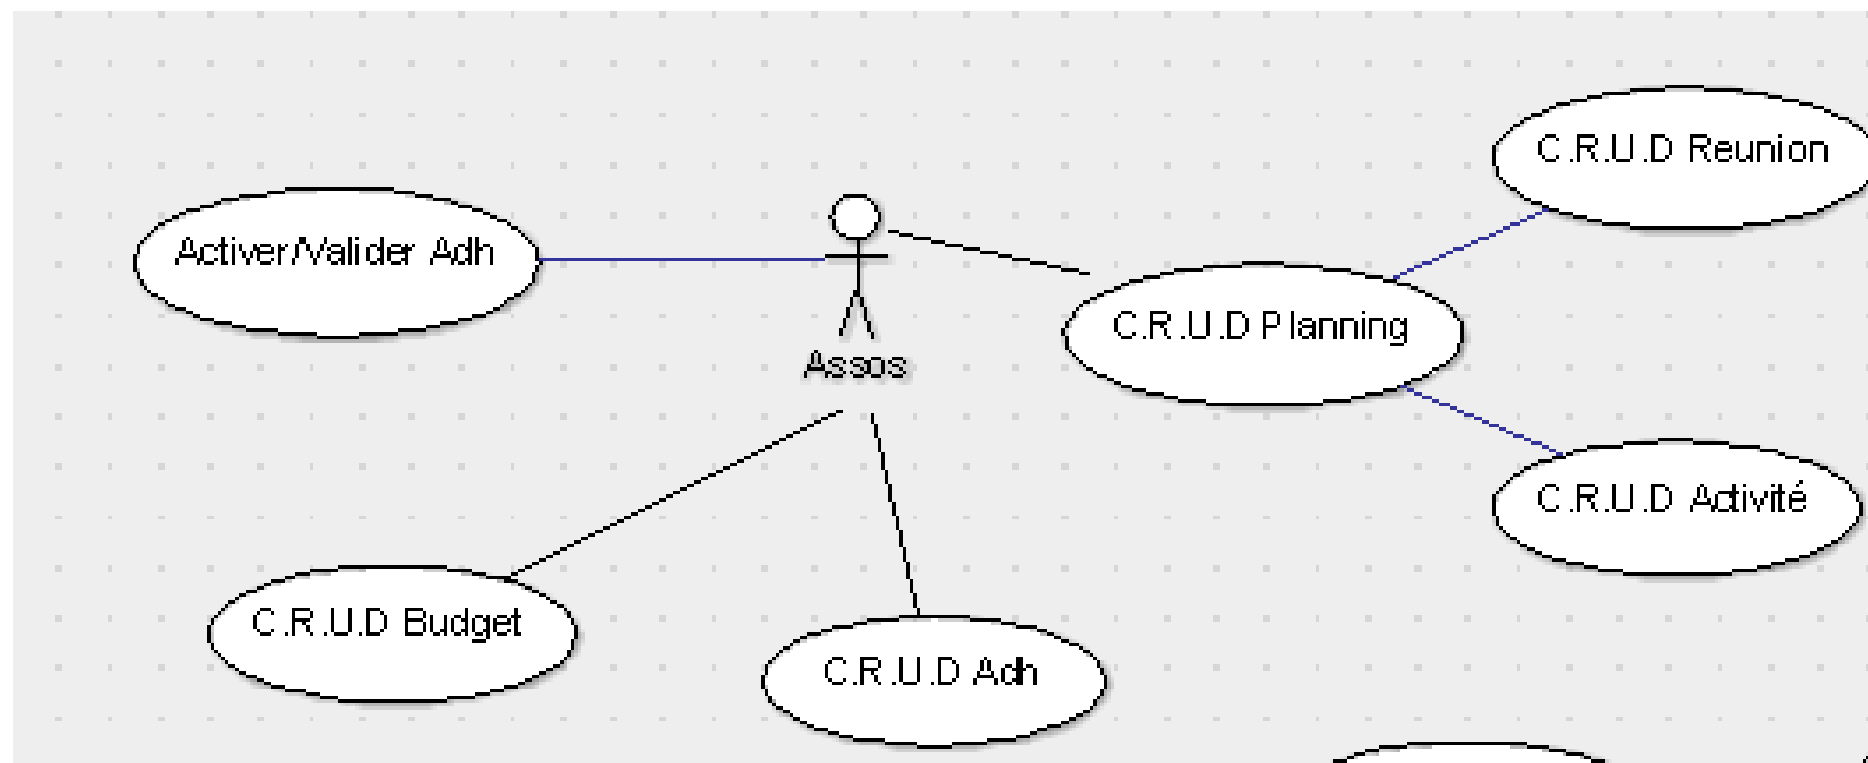 C.R.U.D Reunion
Activer/Valider Adh
C.R.U.D Planning
Assos
C.R.U.D Activité
C.R.U.D Budget
C.R.U.D Adh